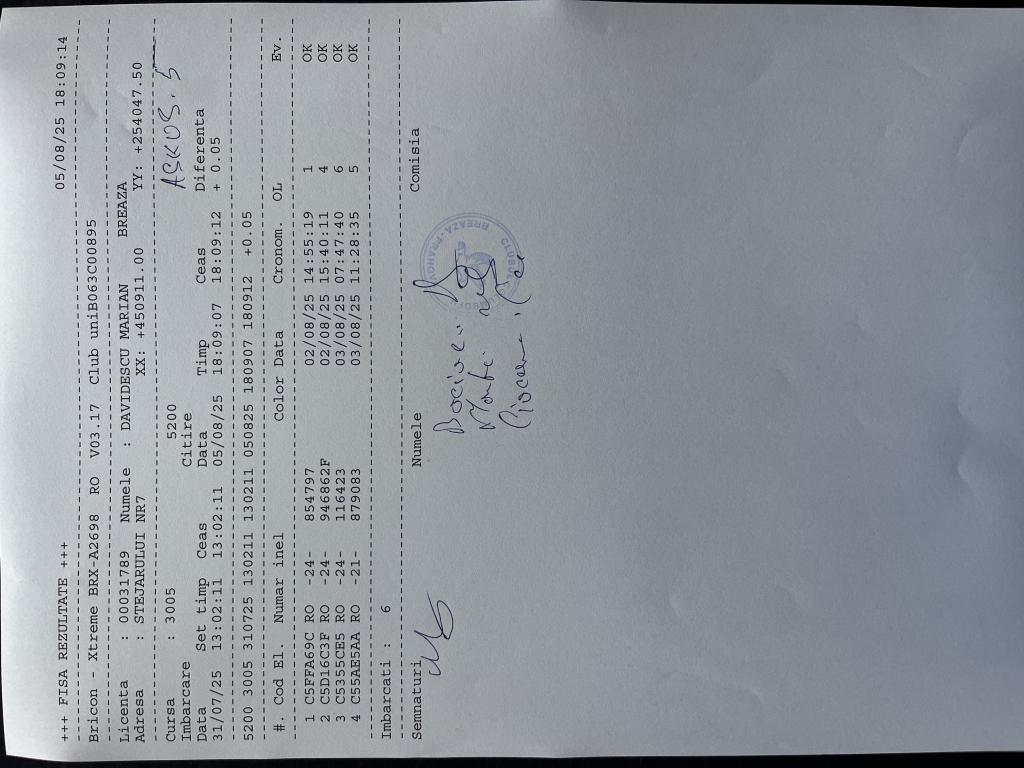 +++ FISA REZULTATE +++ 05/08/25 18:09:14
Bricon - Xtreme BRX-A2698 RO V03.17 Club uniB063C00895
Licenta : 00031789 Numele : DAVIDESCU MARIAN BREAZA
Adresa : STEJARULUI NR7 XX: +450911.00 YY: +254047.50
Cursa : 3005 5200
Imbarcare Citire
Data Set timp Ceas Data Timp Ceas Diferenta
31/07/25 13:02:11 13:02:11 05/08/25 18:09:07 18:09:12 + 0.05
5200 3005 310725 130211 130211 050825 180907 180912 +0.05
#. Cod El. Numar inel Color Data Cronom. OL Ev.
1 C5FFA69C RO -24- 854797 02/08/25 14:55:19 1 OK
2 C5D16C3F RO -24- 946862F 02/08/25 15:40:11 4 OK
3 C5355CE5 RO -24- 116423 03/08/25 07:47:40 6 OK
4 C55AE5AA RO -21- 879083 03/08/25 11:28:35 5 OK
Imbarcati : 6
Semnaturi Numele Comisia
BREAZA-PRAHOVA